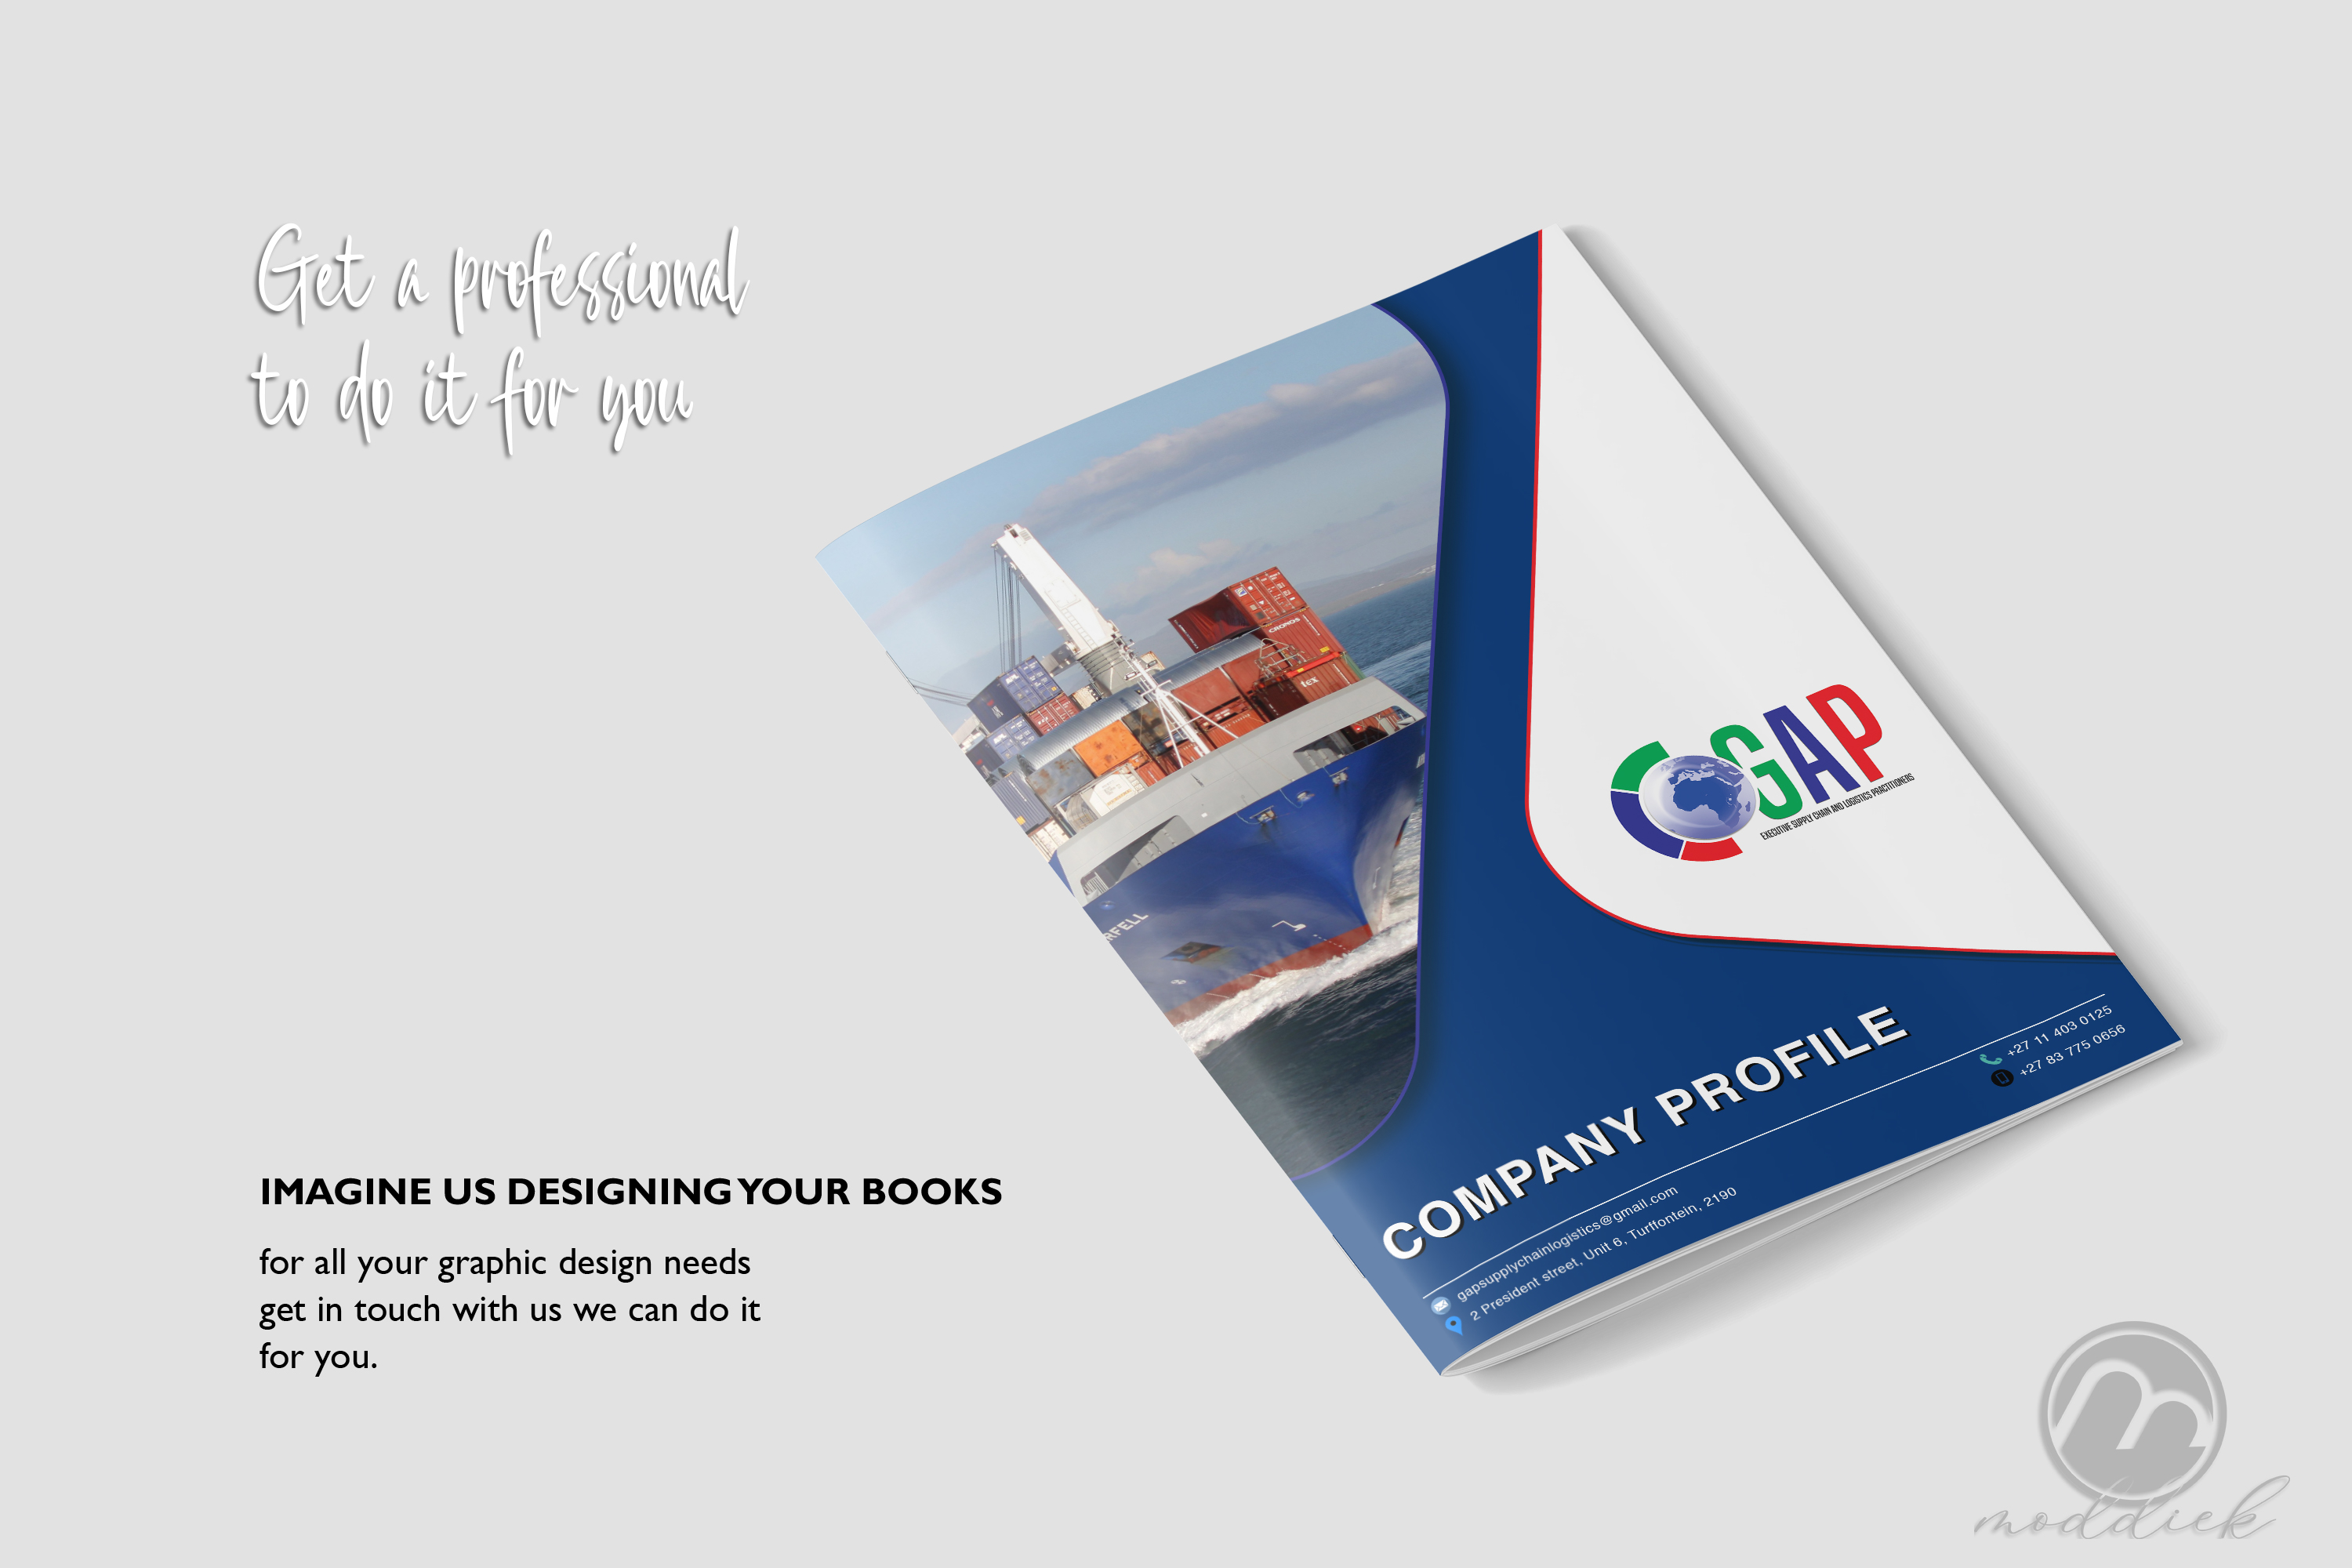 Get a professional
to do it for you
IMAGINE US DESIGNING YOUR BOOKS
for all your graphic design needs
get in touch with us we can do it
for you.
CRONOS
tex
RFELL
GAP
EXECUTIVE SUPPLY CHAIN AND LOGISTICS PRACTITIONERS
COMPANY PROFILE
+27 11 403 0125
+27 83 775 0656
gapsupplychainlogistics@gmail.com
2 President street, Unit 6, Turffontein, 2190
moddiek